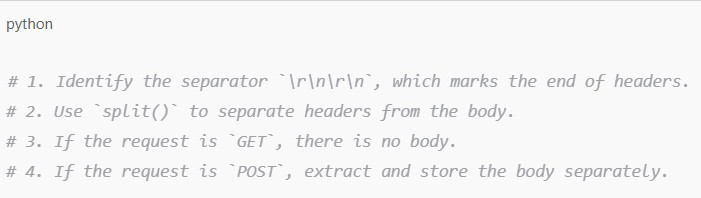 python
# 1. Identify the separator `\r\n\r\n`, which marks the end of headers.
# 2. Use `split()` to separate headers from the body.
# 3. If the request is `GET`, there is no body.
# 4. If the request is `POST`, extract and store the body separately.